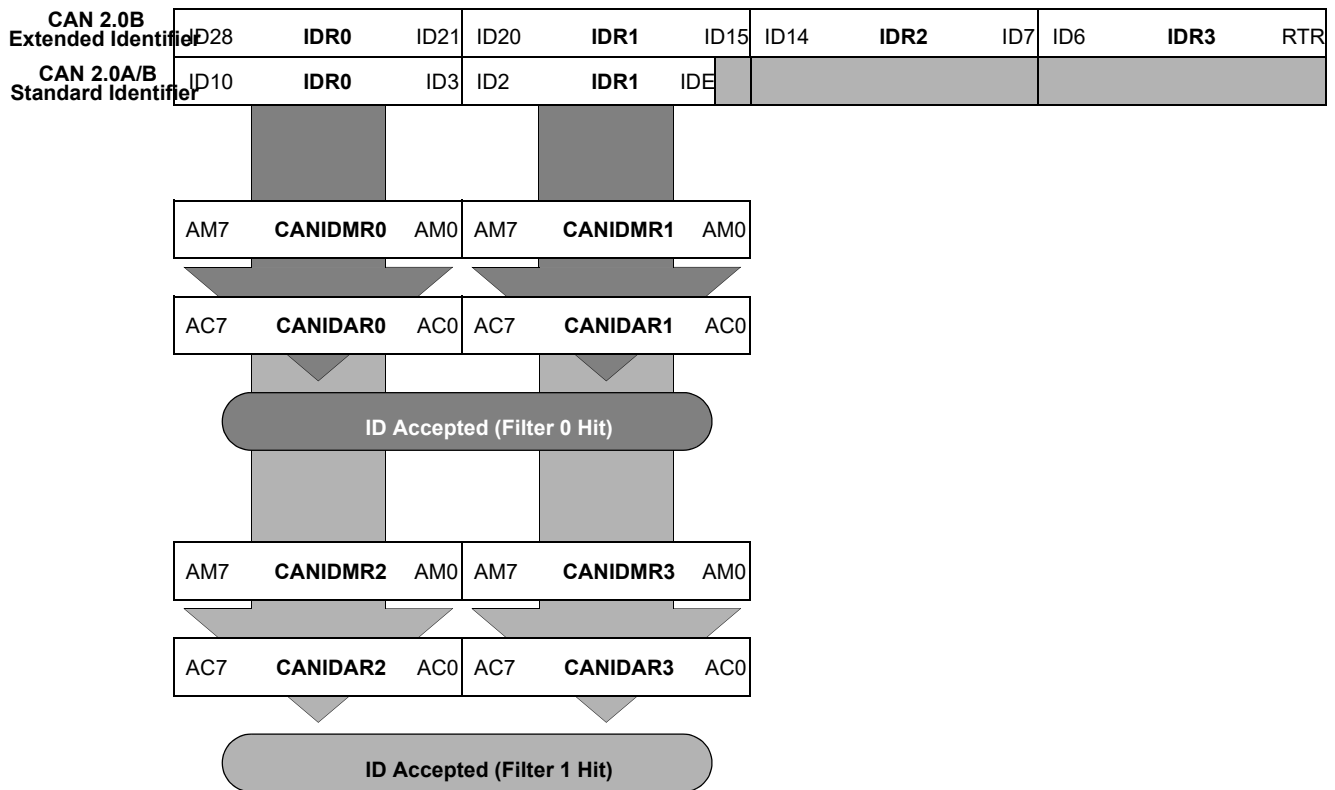 CAN 2.0B
Extended Identifier ID28 IDR0 ID21 ID20 IDR1 ID15 ID14 IDR2 ID7 ID6 IDR3 RTR
CAN 2.0A/B
Standard Identifier ID10 IDR0 ID3 ID2 IDR1 IDE
AM7 CANIDMR0 AM0 AM7 CANIDMR1 AM0
AC7 CANIDAR0 AC0 AC7 CANIDAR1 AC0
ID Accepted (Filter 0 Hit)
AM7 CANIDMR2 AM0 AM7 CANIDMR3 AM0
AC7 CANIDAR2 AC0 AC7 CANIDAR3 AC0
ID Accepted (Filter 1 Hit)